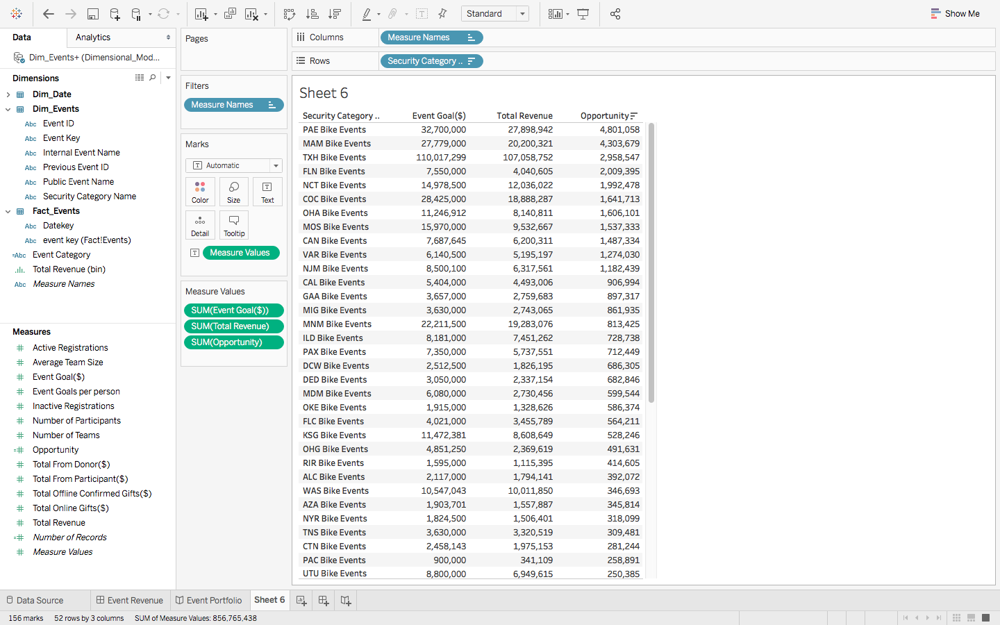 Standard
Show Me
Data
Analytics
Dim_Events+ (Dimensional_Mod...
Dimensions
Dim_Date
Dim_Events
Abc Event ID
Abc Event Key
Abc Internal Event Name
Abc Previous Event ID
Abc Public Event Name
Abc Security Category Name
Fact_Events
Abc Datekey
Abc event key (Fact!Events)
=Abc Event Category
Total Revenue (bin)
Abc Measure Names
Measures
# Active Registrations
# Average Team Size
# Event Goal($)
# Event Goals per person
# Inactive Registrations
# Number of Participants
# Number of Teams
=# Opportunity
# Total From Donor($)
# Total From Participant($)
# Total Offline Confirmed Gifts($)
# Total Online Gifts($)
# Total Revenue
=# Number of Records
# Measure Values
Pages
Filters
Measure Names
Marks
T Automatic
Color
Size
T Text
Detail
Tooltip
T Measure Values
Measure Values
SUM(Event Goal($))
SUM(Total Revenue)
SUM(Opportunity)
Columns Measure Names
Rows Security Category ..
Sheet 6
Security Category .. Event Goal($) Total Revenue Opportunity
PAE Bike Events 32,700,000 27,898,942 4,801,058
MAM Bike Events 27,779,000 20,200,321 4,303,679
TXH Bike Events 110,017,299 107,058,752 2,958,547
FLN Bike Events 7,550,000 4,040,605 2,009,395
NCT Bike Events 14,978,500 12,036,022 1,992,478
COC Bike Events 28,425,000 18,888,287 1,641,713
OHA Bike Events 11,246,912 8,140,811 1,606,101
MOS Bike Events 15,970,000 9,532,667 1,537,333
CAN Bike Events 7,687,645 6,200,311 1,487,334
VAR Bike Events 6,140,500 5,195,197 1,274,030
NJM Bike Events 8,500,100 6,317,561 1,182,439
CAL Bike Events 5,404,000 4,493,006 906,994
GAA Bike Events 3,657,000 2,759,683 897,317
MIG Bike Events 3,630,000 2,743,065 861,935
MNM Bike Events 22,211,500 19,283,076 813,425
ILD Bike Events 8,181,000 7,451,262 728,738
PAX Bike Events 7,350,000 5,737,551 712,449
DCW Bike Events 2,512,500 1,826,195 686,305
DED Bike Events 3,050,000 2,337,154 682,846
MDM Bike Events 6,080,000 2,730,456 599,544
OKE Bike Events 1,915,000 1,328,626 586,374
FLC Bike Events 4,021,000 3,455,789 564,211
KSG Bike Events 11,472,381 8,608,649 528,246
OHG Bike Events 4,851,250 2,369,619 491,631
RIR Bike Events 1,595,000 1,115,395 414,605
ALC Bike Events 2,117,000 1,794,141 392,072
WAS Bike Events 10,547,043 10,011,850 346,693
AZA Bike Events 1,903,701 1,557,887 345,814
NYR Bike Events 1,824,500 1,506,401 318,099
TNS Bike Events 3,630,000 3,320,519 309,481
CTN Bike Events 2,458,143 1,975,153 281,244
PAC Bike Events 900,000 341,109 258,891
UTU Bike Events 8,800,000 6,949,615 250,385
Data Source
Event Revenue
Event Portfolio
Sheet 6
156 marks 52 rows by 3 columns SUM of Measure Values: 856,765,438